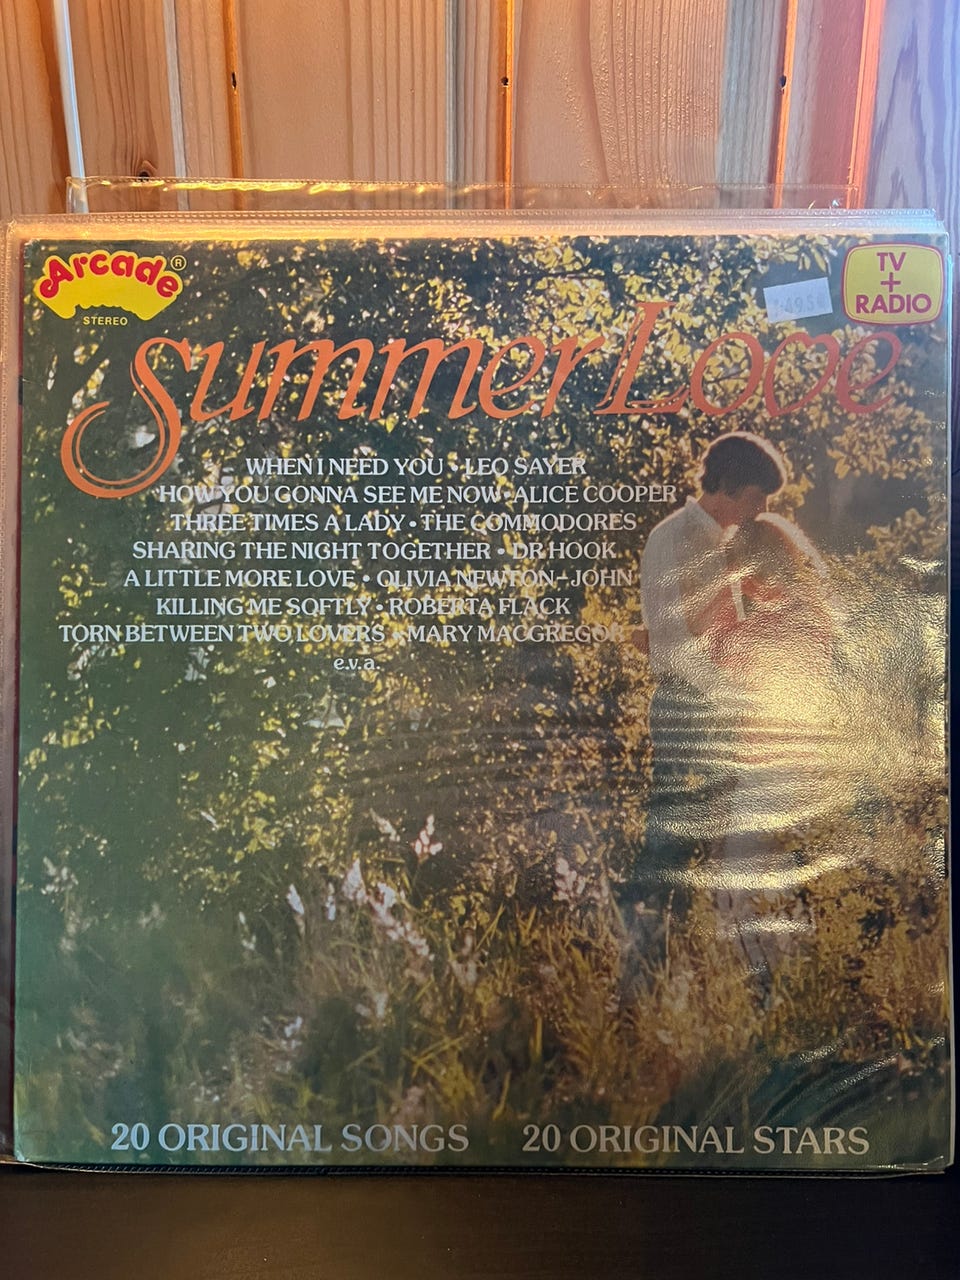 Arcade®
STEREO
TV
+
RADIO
Summer Love
WHEN I NEED YOU • LEO SAYER
HOW YOU GONNA SEE ME NOW • ALICE COOPER
THREE TIMES A LADY • THE COMMODORES
SHARING THE NIGHT TOGETHER • DR HOOK
A LITTLE MORE LOVE • OLIVIA NEWTON-JOHN
KILLING ME SOFTLY • ROBERTA FLACK
TORN BETWEEN TWO LOVERS • MARY MACGREGOR
e.v.a.
20 ORIGINAL SONGS 20 ORIGINAL STARS